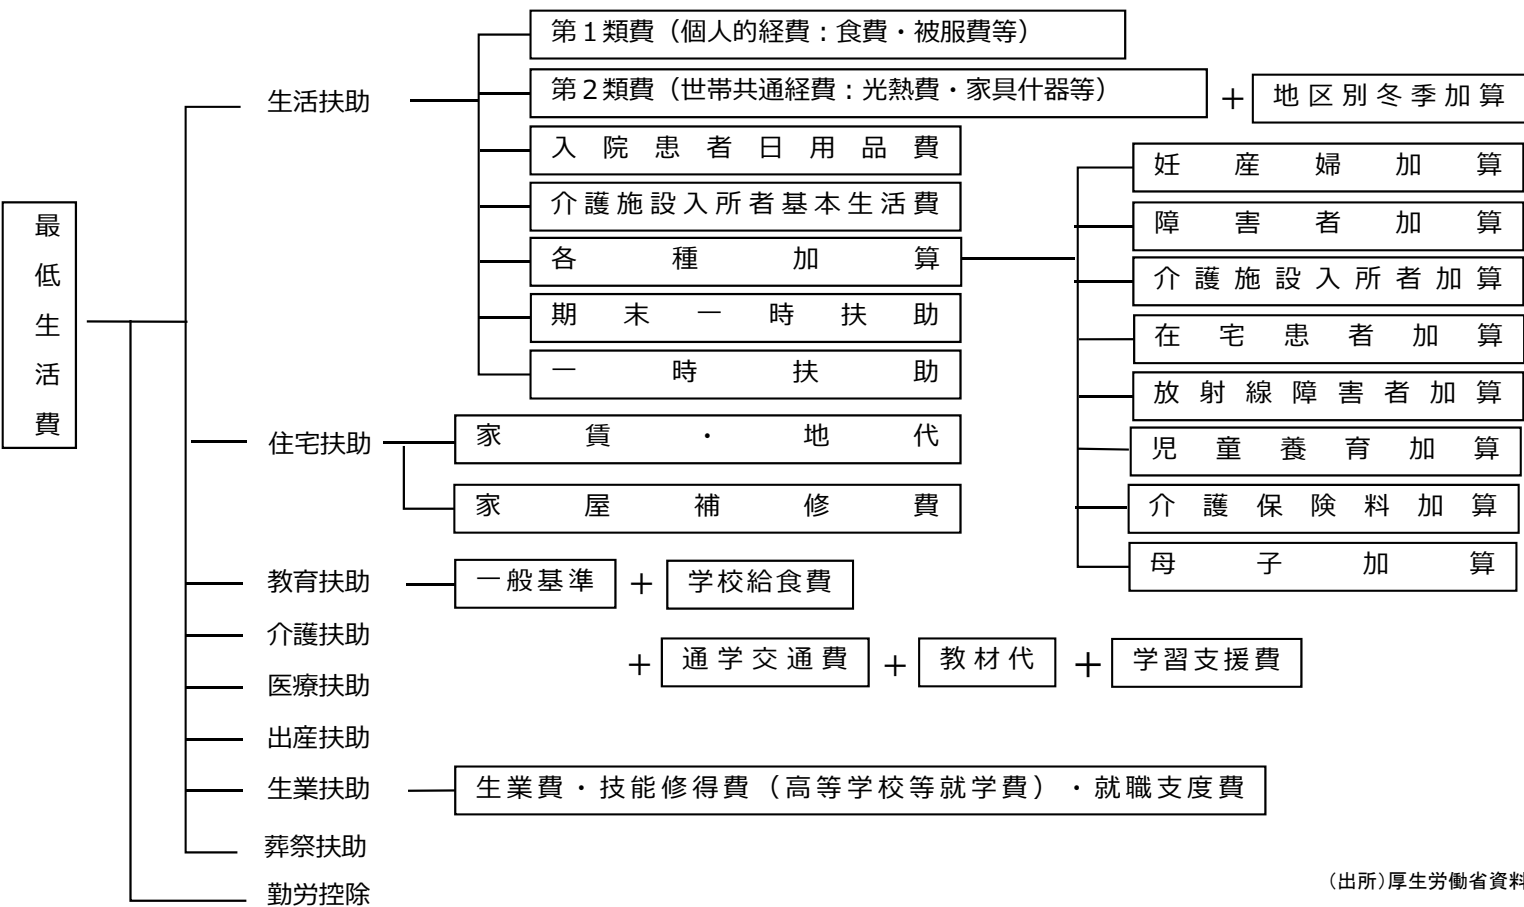 最低生活費
生活扶助
第１類費（個人的経費：食費・被服費等）
第２類費（世帯共通経費：光熱費・家具什器等）
＋
地区別冬季加算
入院患者日用品費
介護施設入所者基本生活費
各種加算
期末一時扶助
一時扶助
妊産婦加算
障害者加算
介護施設入所者加算
在宅患者加算
放射線障害者加算
児童養育加算
介護保険料加算
母子加算
住宅扶助
家賃・地代
家屋補修費
教育扶助
一般基準
＋
学校給食費
＋
通学交通費
＋
教材代
＋
学習支援費
介護扶助
医療扶助
出産扶助
生業扶助
生業費・技能修得費（高等学校等就学費）・就職支度費
葬祭扶助
勤労控除
（出所）厚生労働省資料